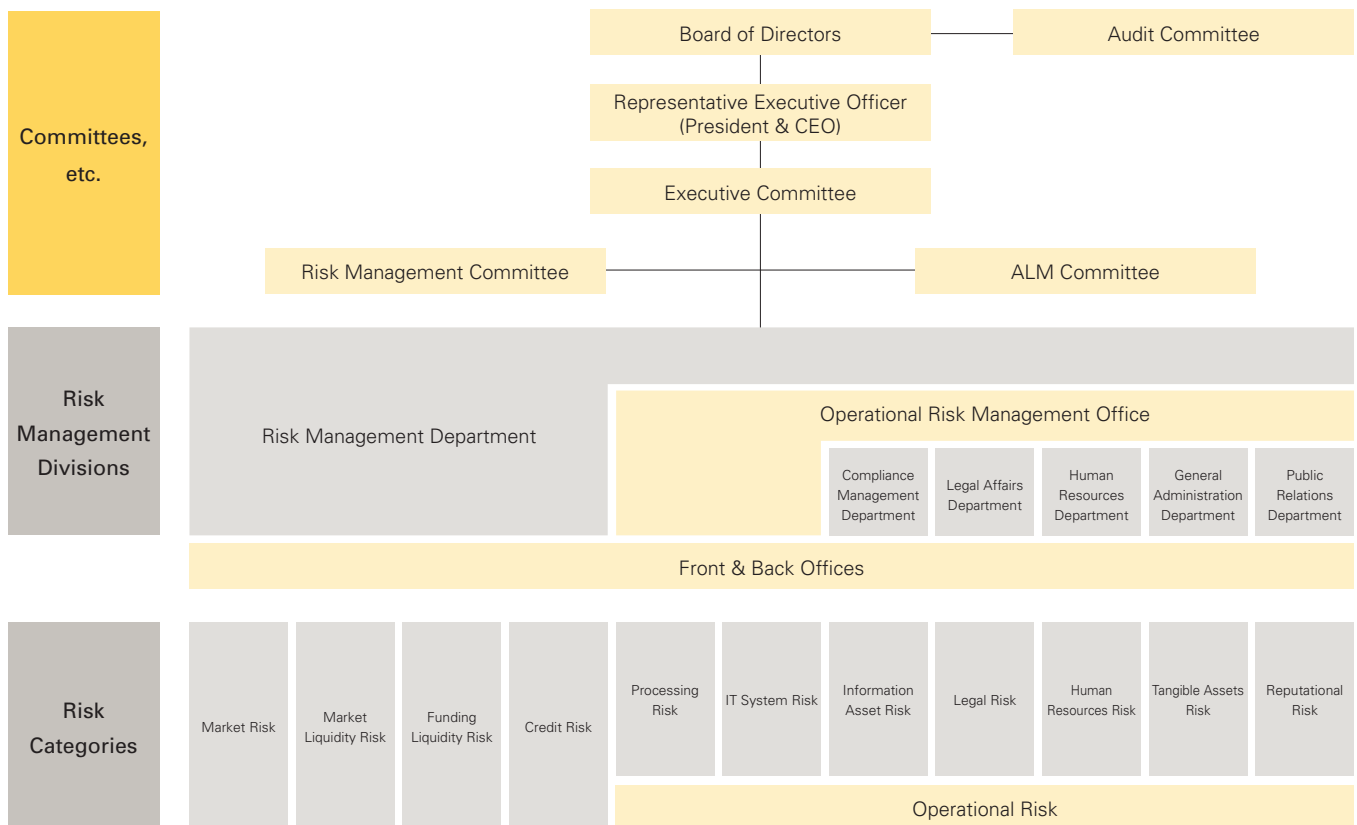 Committees,
etc.
Board of Directors
Audit Committee
Representative Executive Officer
(President & CEO)
Executive Committee
Risk Management Committee
ALM Committee
Risk
Management
Divisions
Risk Management Department
Operational Risk Management Office
Compliance
Management
Department
Legal Affairs
Department
Human
Resources
Department
General
Administration
Department
Public
Relations
Department
Front & Back Offices
Risk
Categories
Market Risk
Market
Liquidity Risk
Funding
Liquidity Risk
Credit Risk
Processing
Risk
IT System Risk
Information
Asset Risk
Legal Risk
Human
Resources Risk
Tangible Assets
Risk
Reputational
Risk
Operational Risk